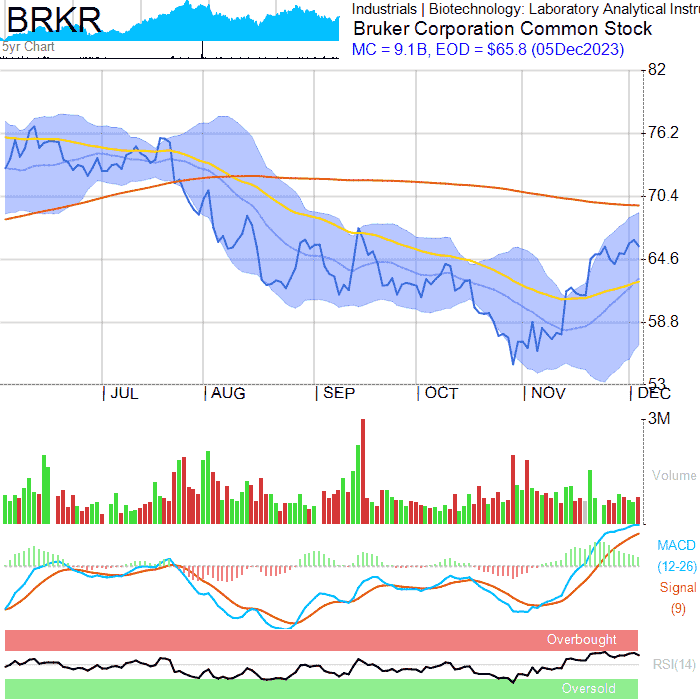 BRKR
5yr Chart
Industrials | Biotechnology: Laboratory Analytical Instru
Bruker Corporation Common Stock
MC = 9.1B, EOD = $65.8 (05Dec2023)
82
76.2
70.4
64.6
58.8
53
JUL AUG SEP OCT NOV DEC
3M
Volume
MACD
(12-26)
Signal
(9)
Overbought
RSI(14)
Oversold